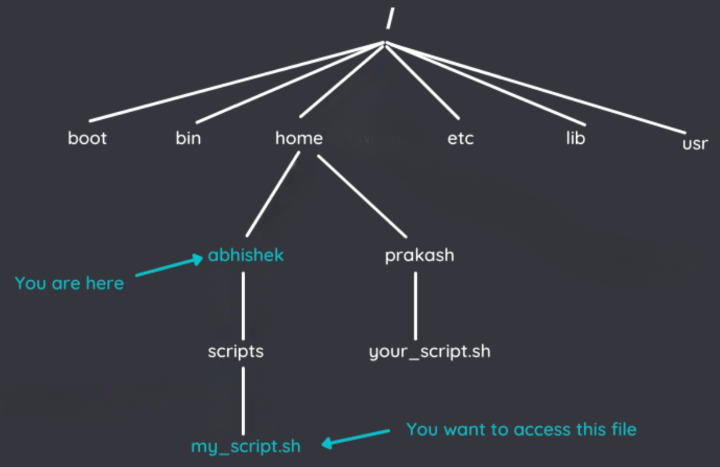 /
boot bin home etc lib usr
abhishek prakash
You are here
scripts your_script.sh
my_script.sh You want to access this file